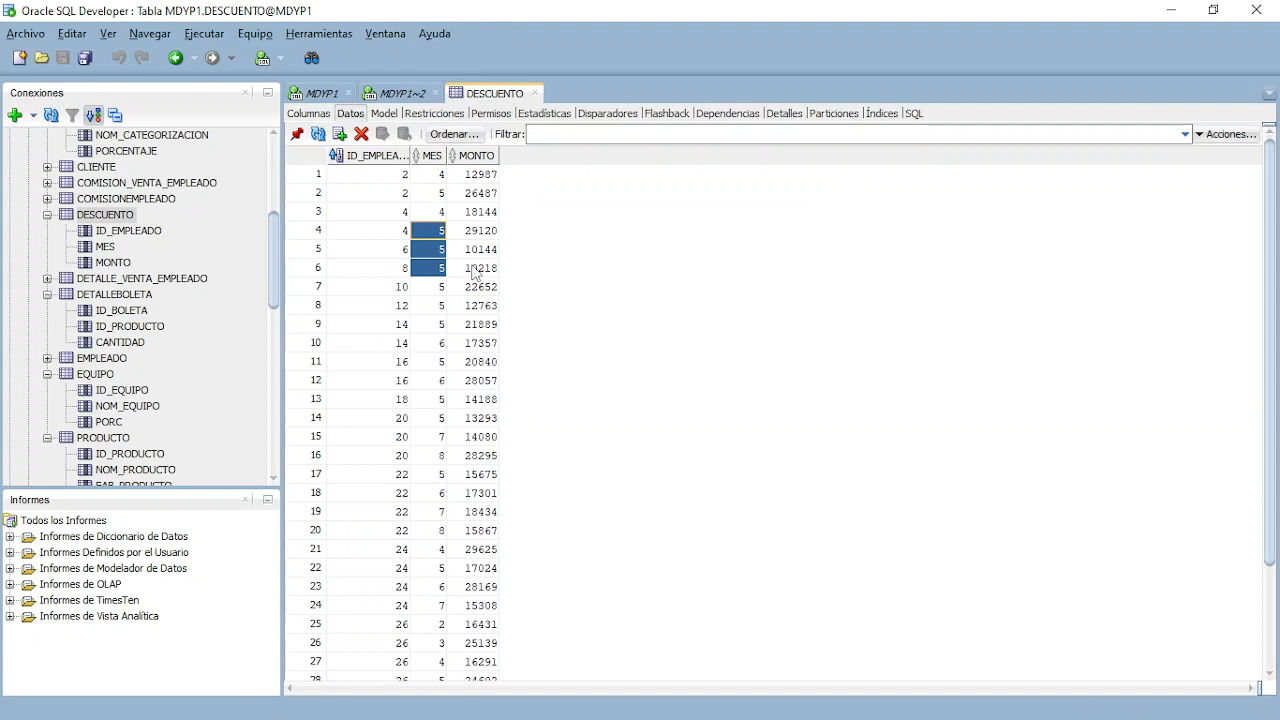 Oracle SQL Developer : Tabla MDYP1.DESCUENTO@MDYP1
Archivo Editar Ver Navegar Ejecutar Equipo Herramientas Ventana Ayuda
Conexiones
NOM_CATEGORIZACION
PORCENTAJE
CLIENTE
COMISION_VENTA_EMPLEADO
COMISIONEMPLEADO
DESCUENTO
ID_EMPLEADO
MES
MONTO
DETALLE_VENTA_EMPLEADO
DETALLEBOLETA
ID_BOLETA
ID_PRODUCTO
CANTIDAD
EMPLEADO
EQUIPO
ID_EQUIPO
NOM_EQUIPO
PORC
PRODUCTO
ID_PRODUCTO
NOM_PRODUCTO
Informes
Todos los Informes
Informes de Diccionario de Datos
Informes Definidos por el Usuario
Informes de Modelador de Datos
Informes de OLAP
Informes de TimesTen
Informes de Vista Analítica
MDYP1 MDYP1~2 DESCUENTO
Columnas Datos Model Restricciones Permisos Estadísticas Disparadores Flashback Dependencias Detalles Particiones Índices SQL
Ordenar... Filtrar: Acciones...
ID_EMPLEA... MES MONTO
1 2 4 12987
2 2 5 26487
3 4 4 18144
4 4 5 29120
5 6 5 10144
6 8 5
7 10 5 22652
8 12 5 12763
9 14 5 21889
10 14 6 17357
11 16 5 20840
12 16 6 28057
13 18 5 14188
14 20 5 13293
15 20 7 14080
16 20 8 28295
17 22 5 15675
18 22 6 17301
19 22 7 18434
20 22 8 15867
21 24 4 29625
22 24 5 17024
23 24 6 28169
24 24 7 15308
25 26 2 16431
26 26 3 25139
27 26 4 16291